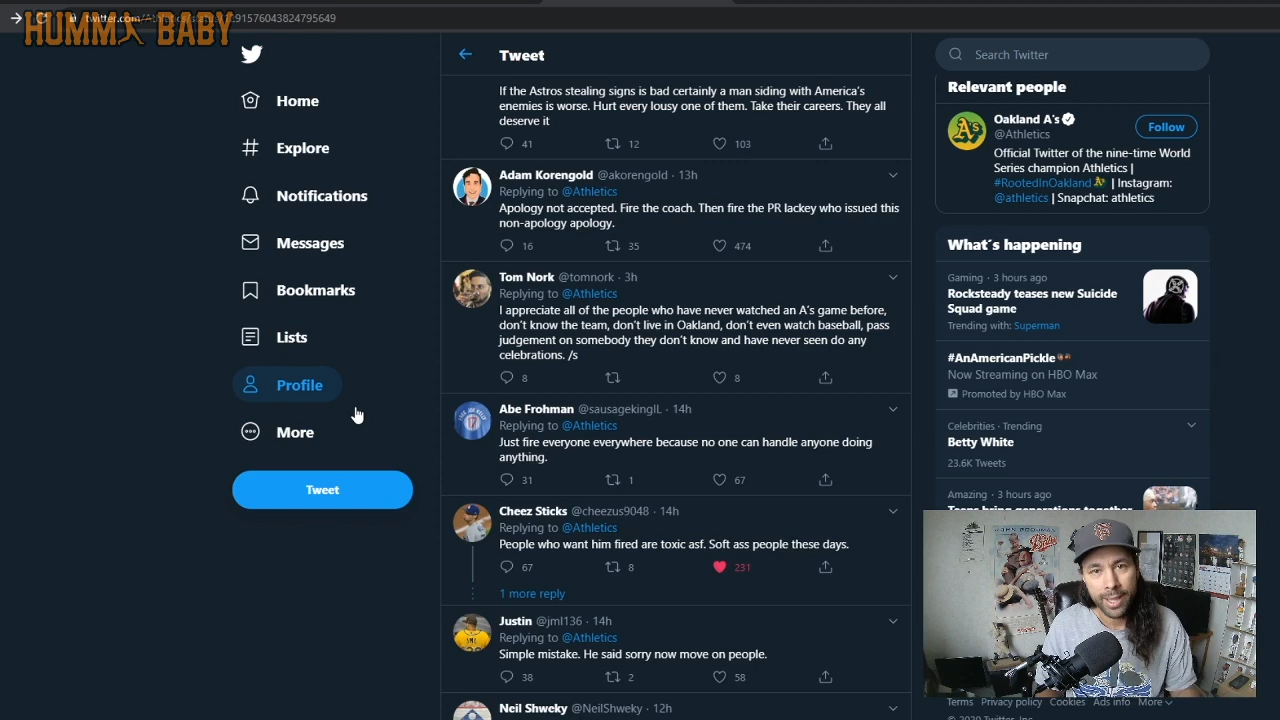 HUMM BABY
twitter.com/Athletics/status/1291576043824795649
Home
Explore
Notifications
Messages
Bookmarks
Lists
Profile
More
Tweet
Tweet
If the Astros stealing signs is bad certainly a man siding with America's
enemies is worse. Hurt every lousy one of them. Take their careers. They all
deserve it
41 12 103
Adam Korengold @akorengold · 13h
Replying to @Athletics
Apology not accepted. Fire the coach. Then fire the PR lackey who issued this
non-apology apology.
16 35 474
Tom Nork @tomnork · 3h
Replying to @Athletics
I appreciate all of the people who have never watched an A's game before,
don't know the team, don't live in Oakland, don't even watch baseball, pass
judgement on somebody they don't know and have never seen do any
celebrations. /s
8 8
Abe Frohman @sausagekingIL · 14h
Replying to @Athletics
Just fire everyone everywhere because no one can handle anyone doing
anything.
31 1 67
Cheez Sticks @cheezus9048 · 14h
Replying to @Athletics
People who want him fired are toxic asf. Soft ass people these days.
67 8 231
1 more reply
Justin @jml136 · 14h
Replying to @Athletics
Simple mistake. He said sorry now move on people.
38 2 58
Neil Shweky @NeilShweky · 12h
Search Twitter
Relevant people
Oakland A's
@Athletics
Follow
Official Twitter of the nine-time World
Series champion Athletics |
#RootedInOakland | Instagram:
@athletics | Snapchat: athletics
What's happening
Gaming · 3 hours ago
Rocksteady teases new Suicide
Squad game
Trending with: Superman
#AnAmericanPickle
Now Streaming on HBO Max
Promoted by HBO Max
Celebrities · Trending
Betty White
23.6K Tweets
Amazon · 3 hours ago
Teens bring generations together
Terms Privacy policy Cookies Ads info More
© 2020 Twitter, Inc.